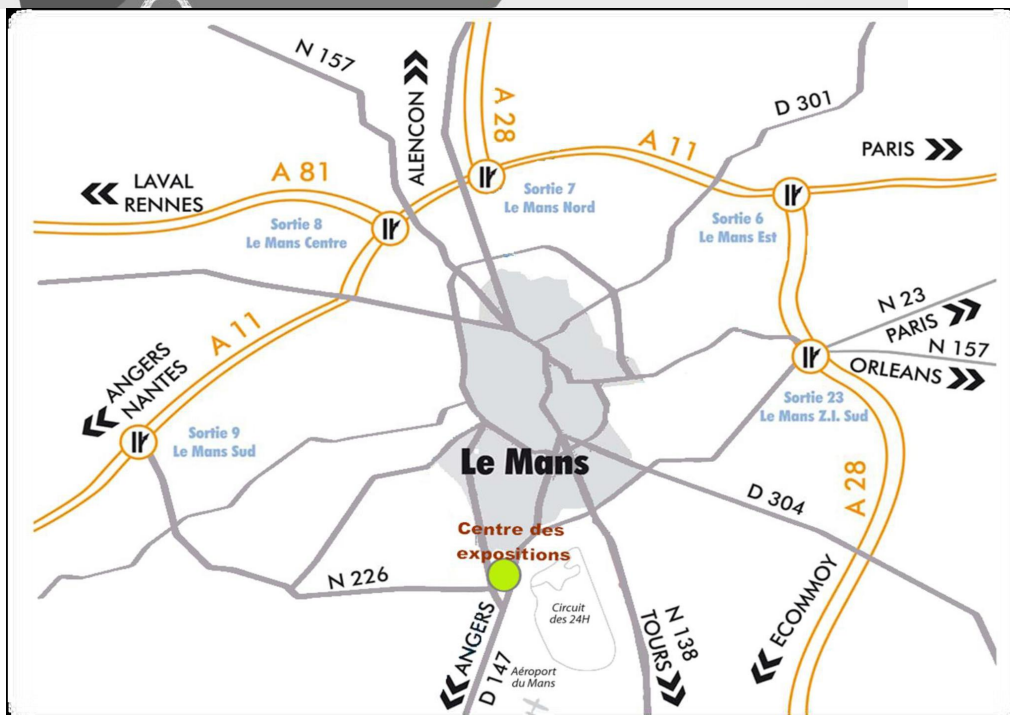 N 157
ALENCON
A 28
D 301
A 11
PARIS
A 81
LAVAL
RENNES
Sortie 7
Le Mans Nord
Sortie 8
Le Mans Centre
Sortie 6
Le Mans Est
N 23
PARIS
N 157
ORLEANS
A 11
ANGERS
NANTES
Sortie 9
Le Mans Sud
Sortie 23
Le Mans Z.I. Sud
Le Mans
A 28
D 304
Centre des
expositions
N 226
Circuit
des 24H
ECOMMOY
N 138
TOURS
ANGERS
D 147
Aéroport
du Mans